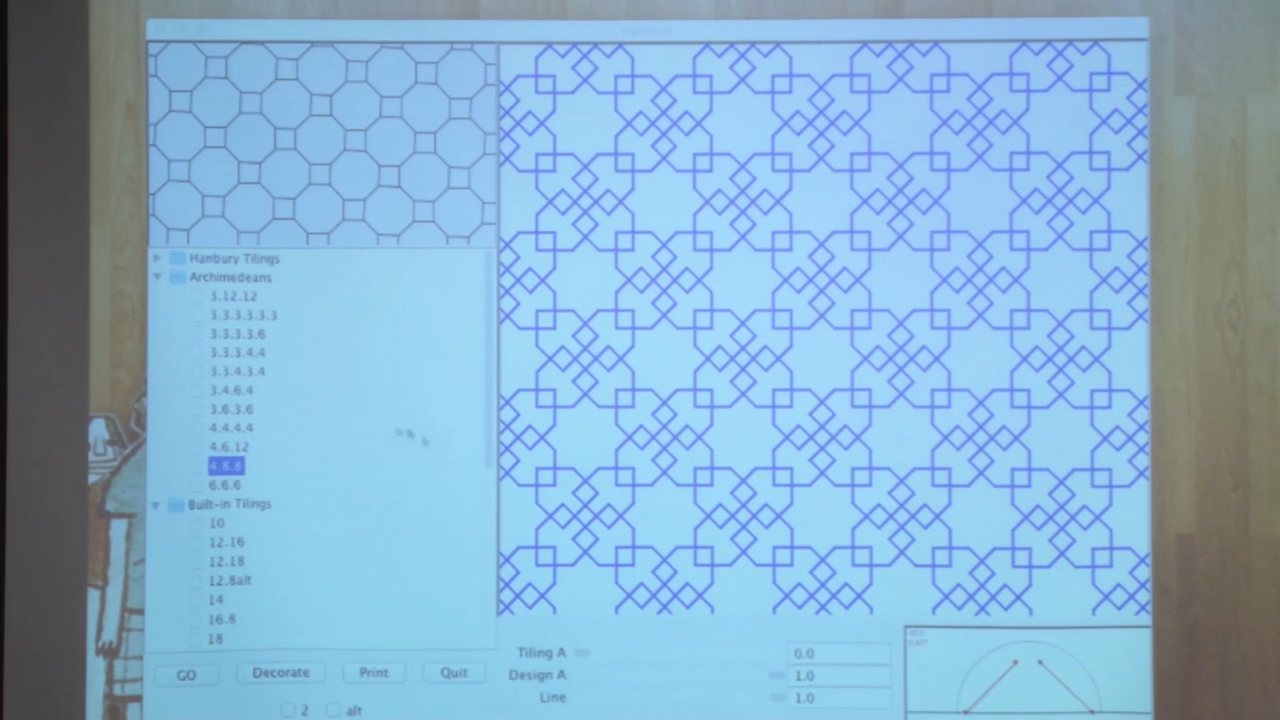 Hanbury Tilings
Archimedeans
3.12.12
3.3.3.3.3.3
3.3.3.3.6
3.3.3.4.4
3.3.4.3.4
3.4.6.4
3.6.3.6
4.4.4.4
4.6.12
4.8.8
6.6.6
Built-in Tilings
10
12.16
12.18
12.8alt
14
16.8
18
GO Decorate Print Quit
2 alt
Tiling A 0.0
Design A 1.0
Line 1.0